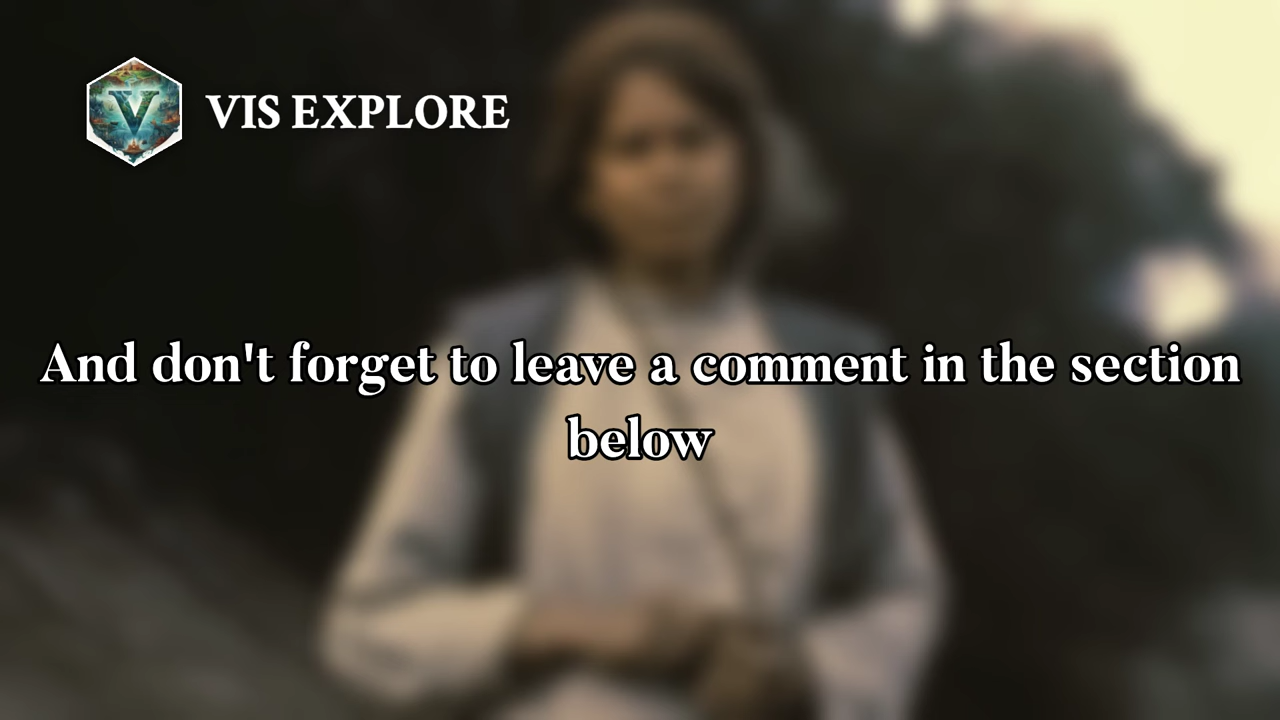 V
VIS EXPLORE
And don't forget to leave a comment in the section
below